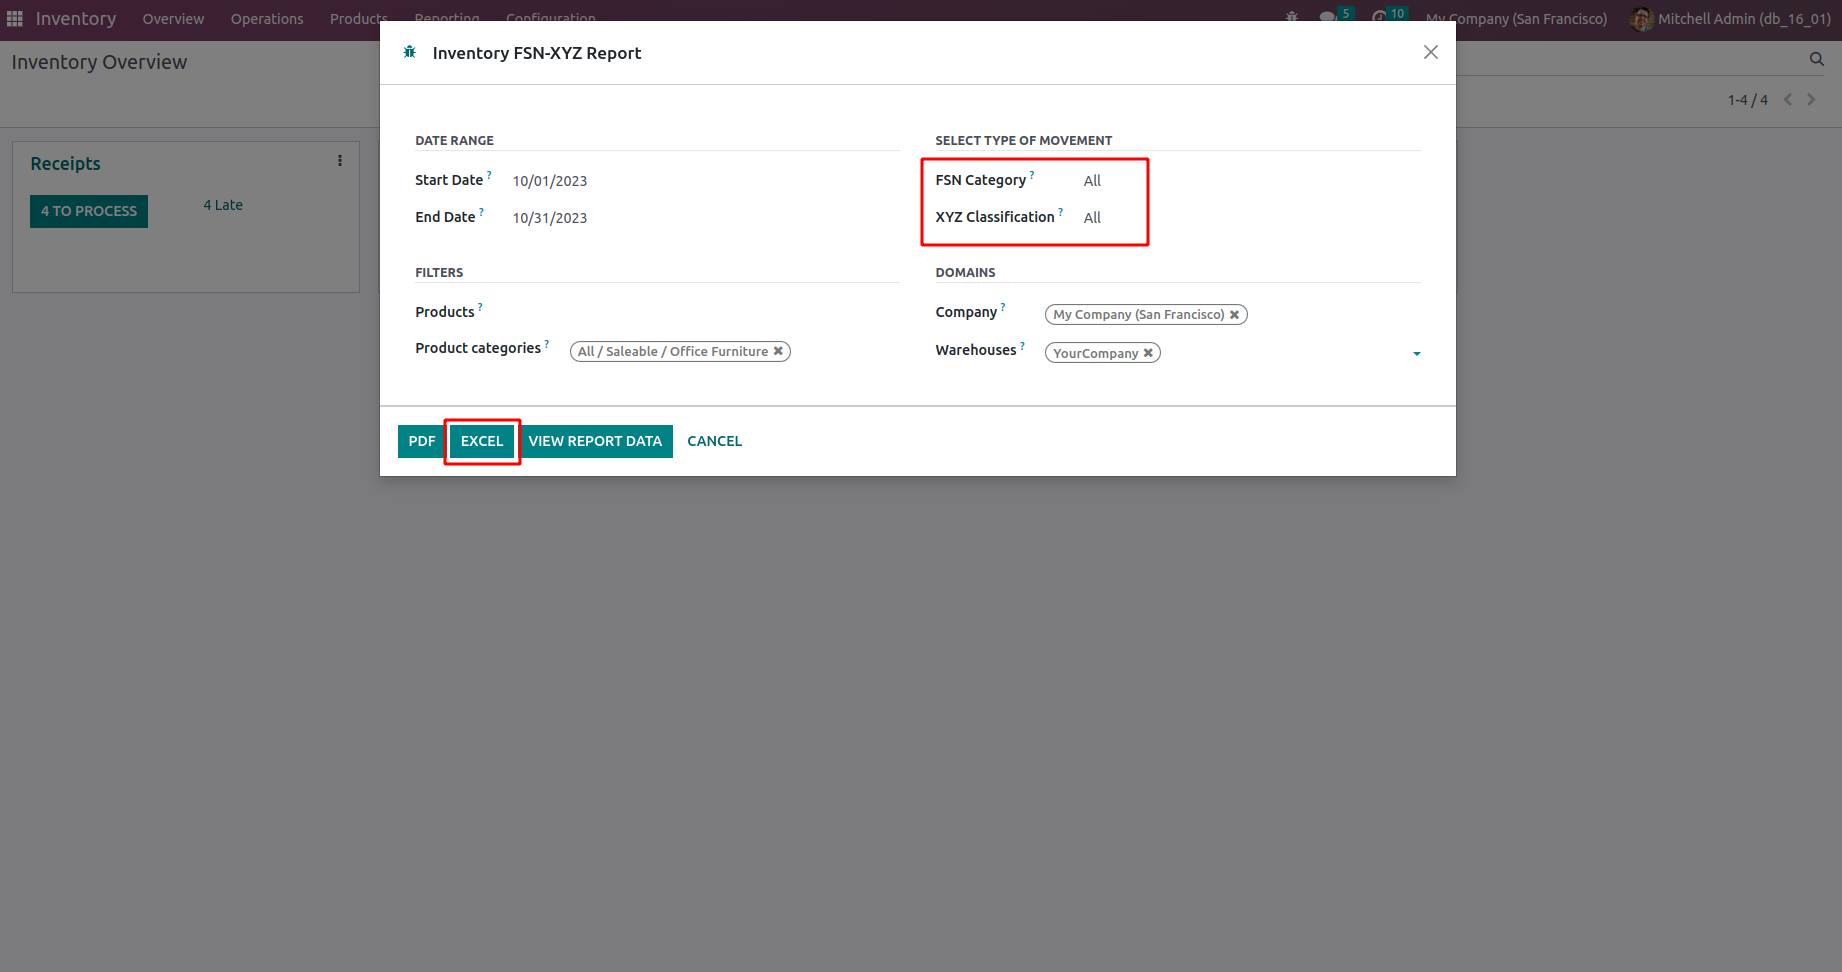 Inventory Overview Operations Products Reporting Configuration 5 10 My Company (San Francisco) Mitchell Admin (db_16_01)
Inventory Overview
1-4 / 4
Receipts
4 TO PROCESS 4 Late
Inventory FSN-XYZ Report
DATE RANGE
Start Date ? 10/01/2023
End Date ? 10/31/2023
SELECT TYPE OF MOVEMENT
FSN Category ? All
XYZ Classification ? All
FILTERS
Products ?
Product categories ? All / Saleable / Office Furniture ✖
DOMAINS
Company ? My Company (San Francisco) ✖
Warehouses ? YourCompany ✖
PDF EXCEL VIEW REPORT DATA CANCEL